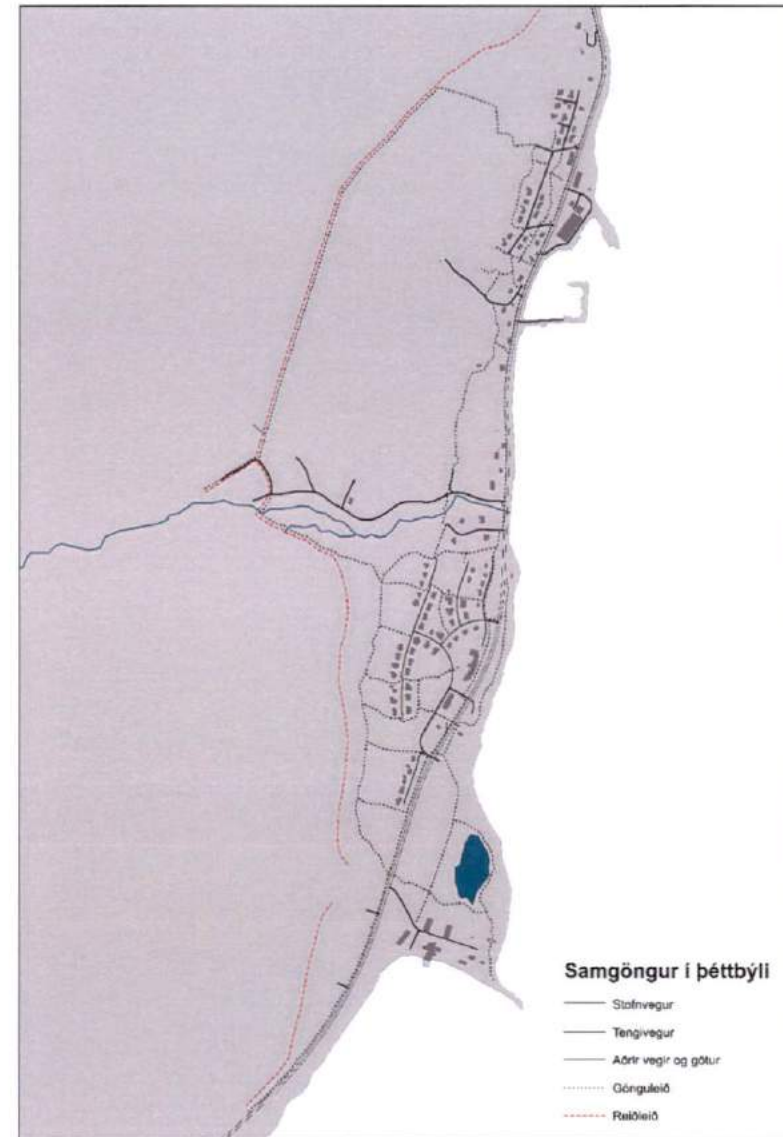 Samgöngur í þéttbýli
Stofnvegur
Tengivegur
Aðrir vegir og götur
Gönguleið
Reiðleið